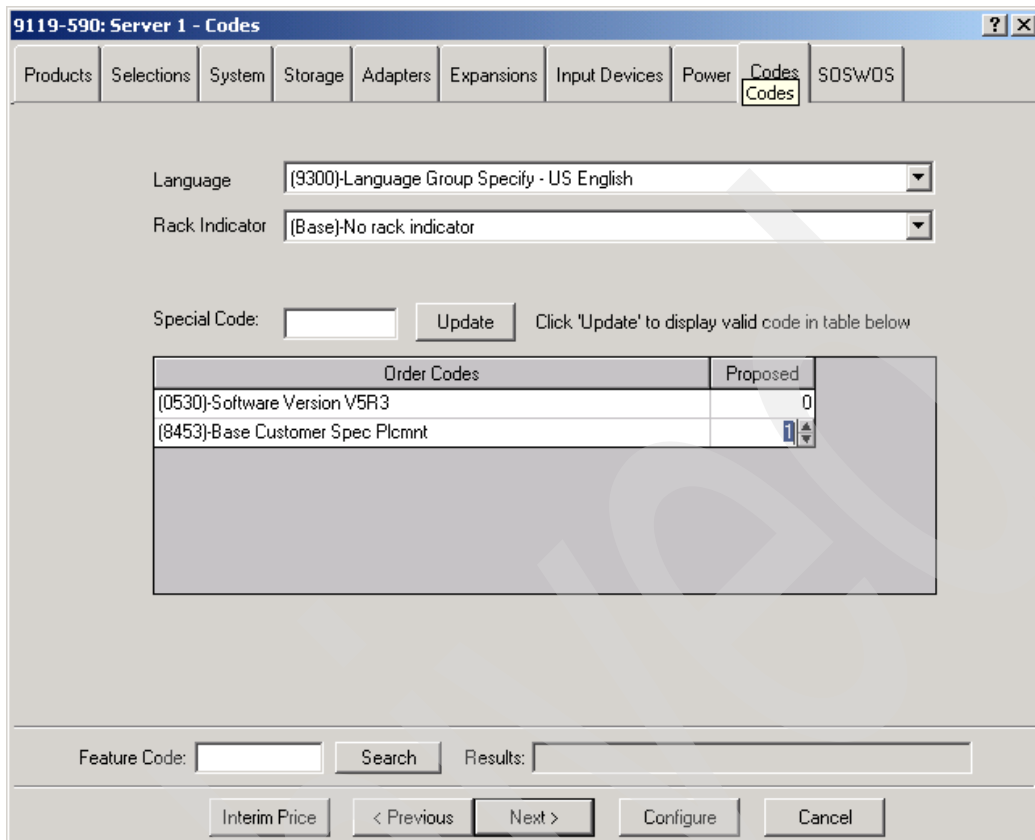 9119-590: Server 1 - Codes ? X
Products Selections System Storage Adapters Expansions Input Devices Power Codes SOSWOS
Codes
Language (9300)-Language Group Specify - US English
Rack Indicator (Base)-No rack indicator
Special Code: Update Click 'Update' to display valid code in table below
Order Codes Proposed
(0530)-Software Version V5R3 0
(8453)-Base Customer Spec Plcmnt 1
Feature Code: Search Results:
Interim Price < Previous Next > Configure Cancel